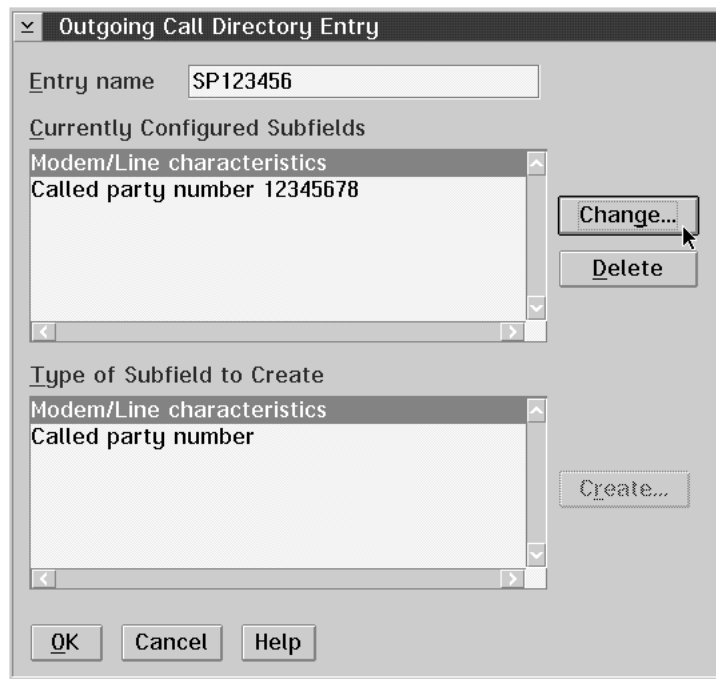 Outgoing Call Directory Entry
Entry name SP123456
Currently Configured Subfields
Modem/Line characteristics
Called party number 12345678
Change...
Delete
Type of Subfield to Create
Modem/Line characteristics
Called party number
Create...
OK Cancel Help